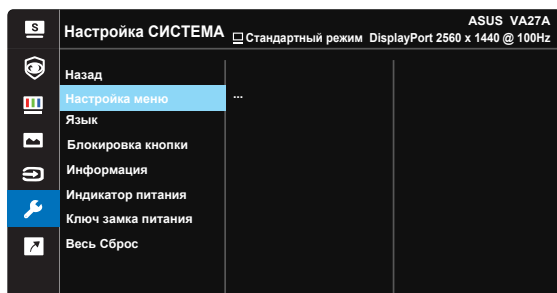 S
ASUS VA27A
Настройка СИСТЕМА
Стандартный режим DisplayPort 2560 x 1440 @ 100Hz
Назад
Настройка меню ...
Язык
Блокировка кнопки
Информация
Индикатор питания
Ключ замка питания
Весь Сброс